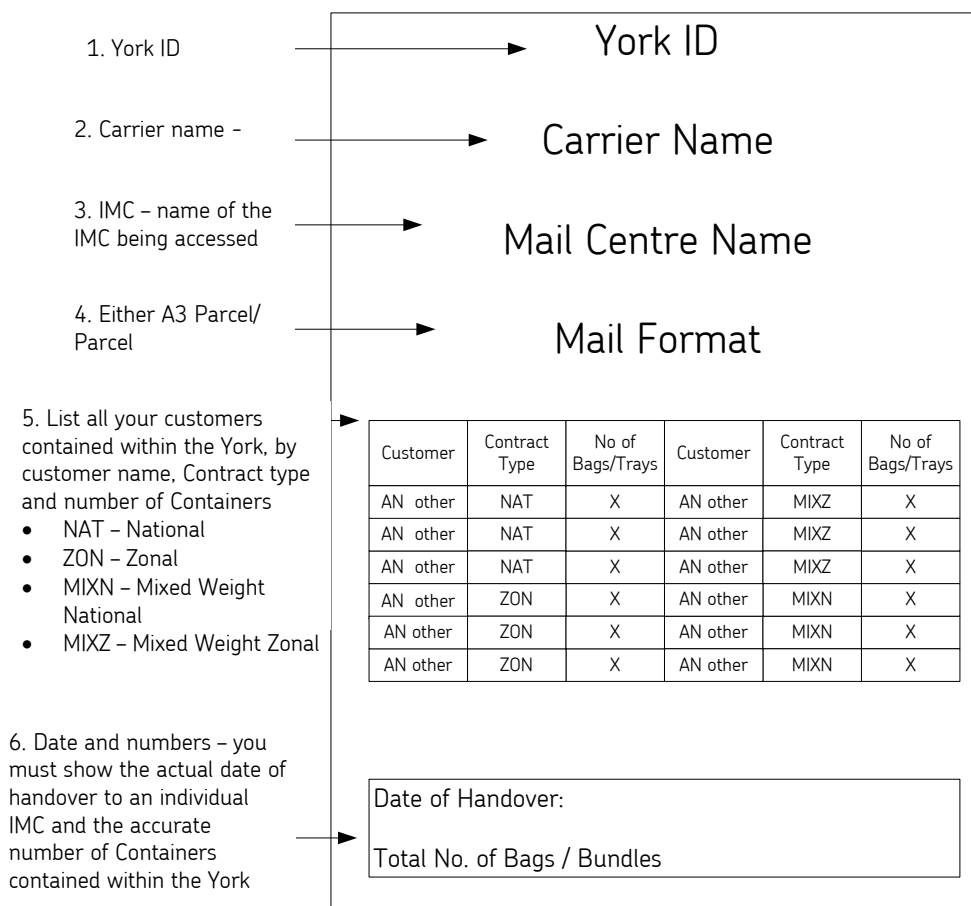 1. York ID
York ID
2. Carrier name -
Carrier Name
3. IMC – name of the
IMC being accessed
Mail Centre Name
4. Either A3 Parcel/
Parcel
Mail Format
5. List all your customers
contained within the York, by
customer name, Contract type
and number of Containers
• NAT – National
• ZON – Zonal
• MIXN – Mixed Weight
National
• MIXZ – Mixed Weight Zonal
Customer Contract Type No of Bags/Trays Customer Contract Type No of Bags/Trays
AN other NAT X AN other MIXZ X
AN other NAT X AN other MIXZ X
AN other NAT X AN other MIXZ X
AN other ZON X AN other MIXN X
AN other ZON X AN other MIXN X
AN other ZON X AN other MIXN X
6. Date and numbers – you
must show the actual date of
handover to an individual
IMC and the accurate
number of Containers
contained within the York
Date of Handover:
Total No. of Bags / Bundles